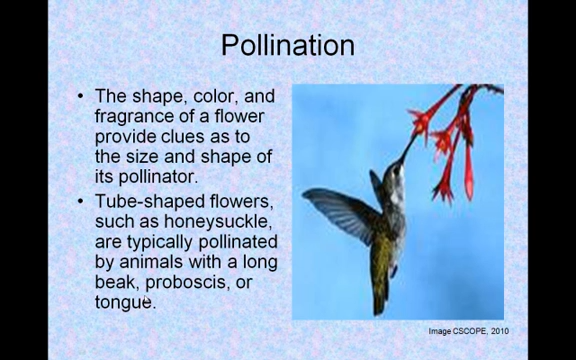 Pollination
• The shape, color, and
fragrance of a flower
provide clues as to
the size and shape of
its pollinator.
• Tube-shaped flowers,
such as honeysuckle,
are typically pollinated
by animals with a long
beak, proboscis, or
tongue.
Image CSCOPE, 2010